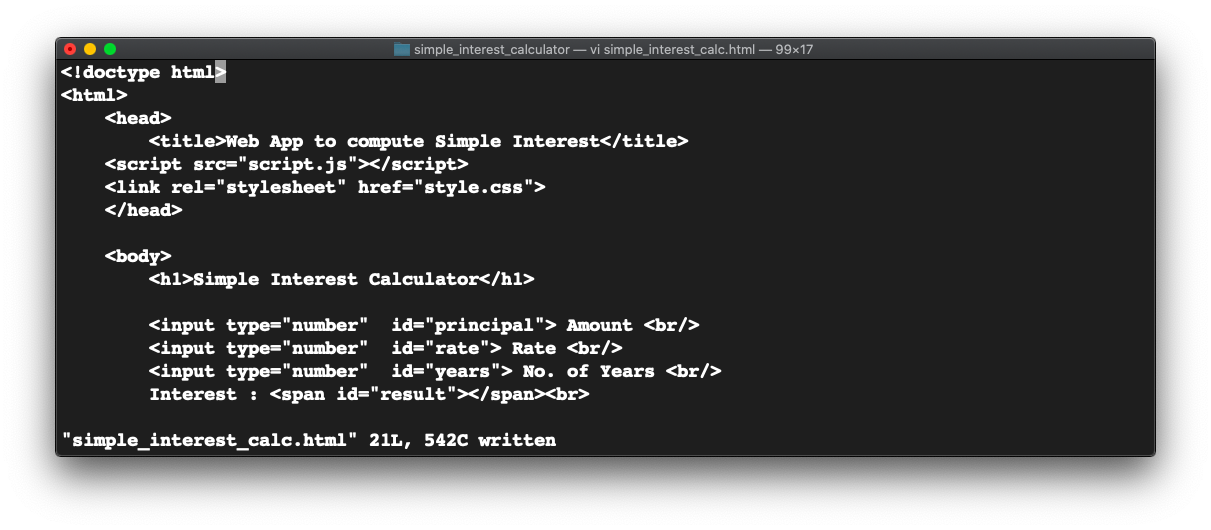 simple_interest_calculator — vi simple_interest_calc.html — 99×17
<!doctype html>
<html>
    <head>
        <title>Web App to compute Simple Interest</title>
    <script src="script.js"></script>
    <link rel="stylesheet" href="style.css">
    </head>

    <body>
        <h1>Simple Interest Calculator</h1>

        <input type="number"  id="principal"> Amount <br/>
        <input type="number"  id="rate"> Rate <br/>
        <input type="number"  id="years"> No. of Years <br/>
        Interest : <span id="result"></span><br>

"simple_interest_calc.html" 21L, 542C written